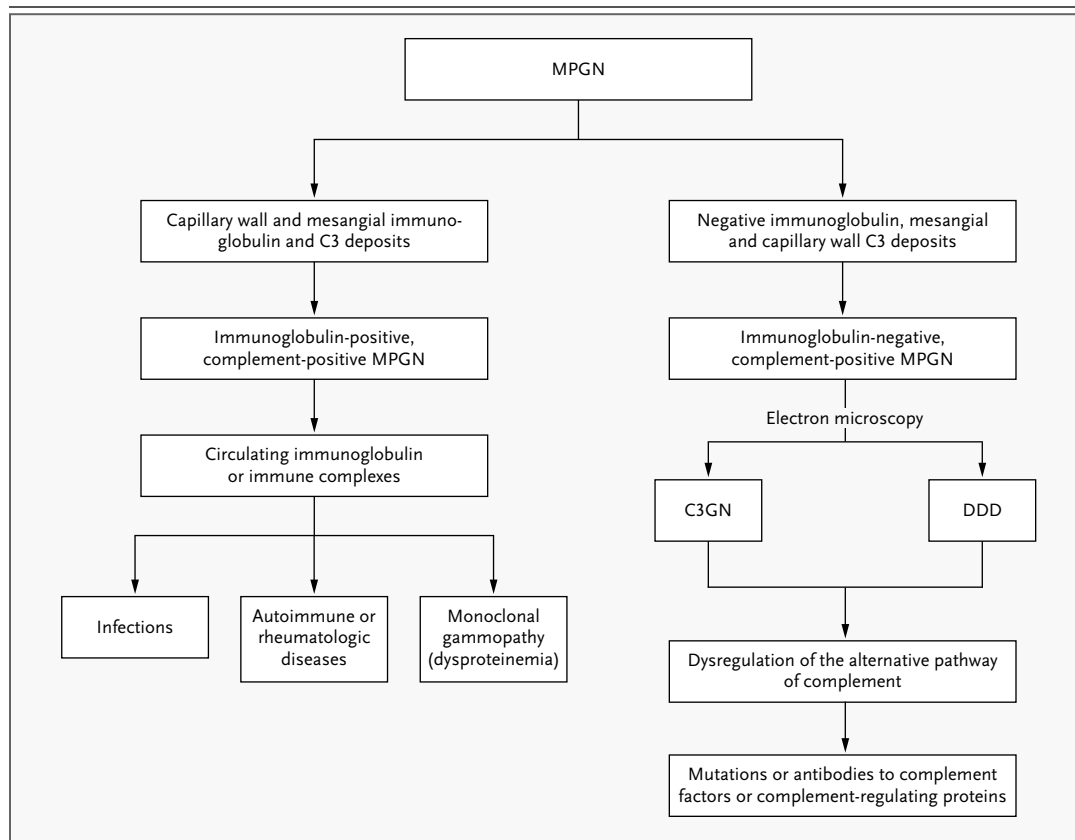 MPGN
Capillary wall and mesangial immuno-
globulin and C3 deposits
Negative immunoglobulin, mesangial
and capillary wall C3 deposits
Immunoglobulin-positive,
complement-positive MPGN
Immunoglobulin-negative,
complement-positive MPGN
Electron microscopy
Circulating immunoglobulin
or immune complexes
C3GN
DDD
Infections
Autoimmune or
rheumatologic
diseases
Monoclonal
gammopathy
(dysproteinemia)
Dysregulation of the alternative pathway
of complement
Mutations or antibodies to complement
factors or complement-regulating proteins